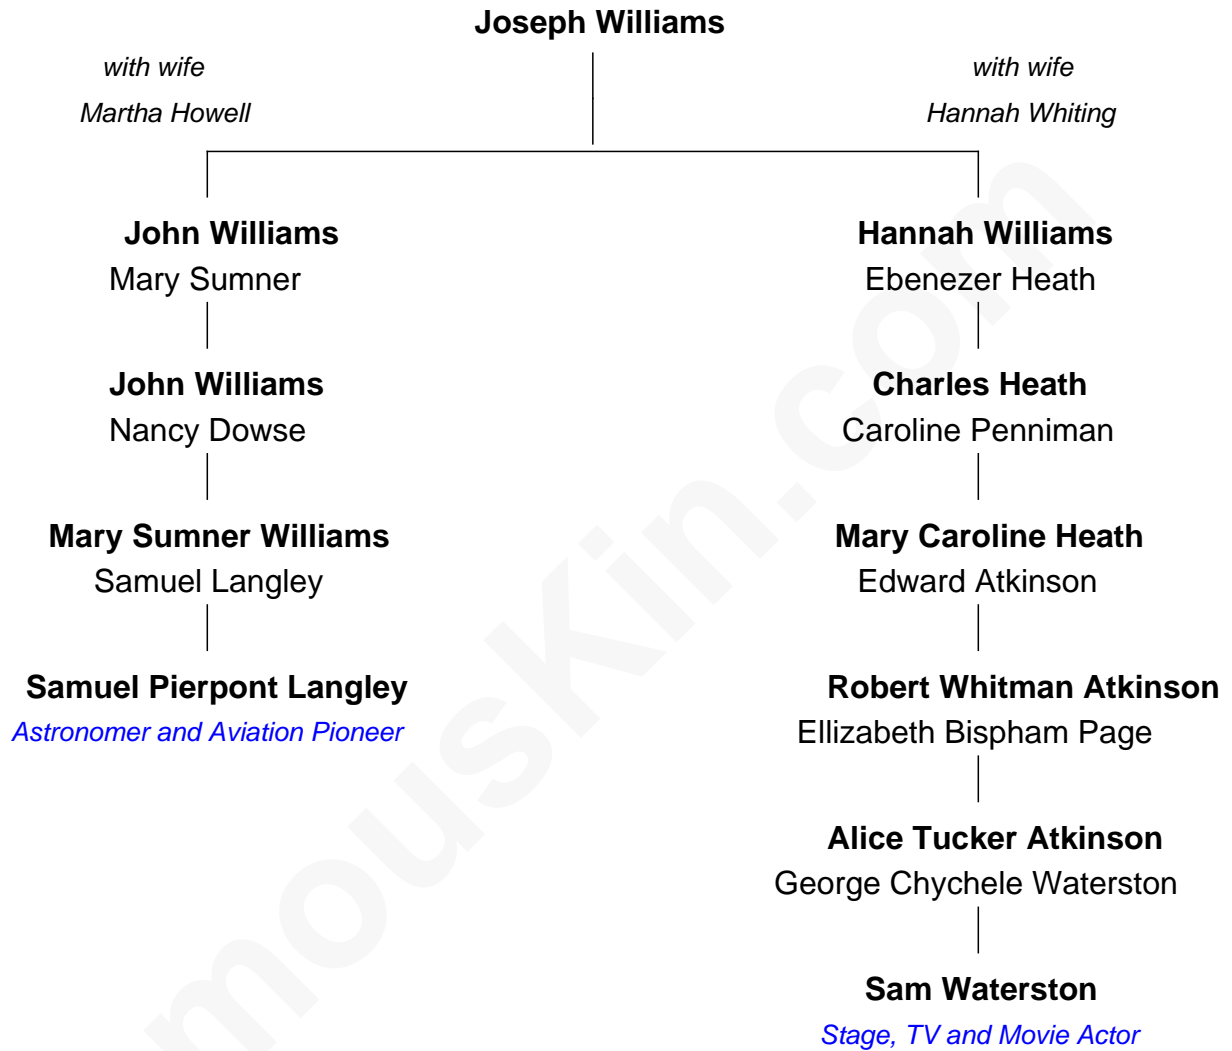 Joseph Williams
with wife
Martha Howell
with wife
Hannah Whiting
John Williams
Mary Sumner
Hannah Williams
Ebenezer Heath
John Williams
Nancy Dowse
Charles Heath
Caroline Penniman
Mary Sumner Williams
Samuel Langley
Mary Caroline Heath
Edward Atkinson
Samuel Pierpont Langley
Astronomer and Aviation Pioneer
Robert Whitman Atkinson
Ellizabeth Bispham Page
Alice Tucker Atkinson
George Chychele Waterston
Sam Waterston
Stage, TV and Movie Actor
mousKin.com